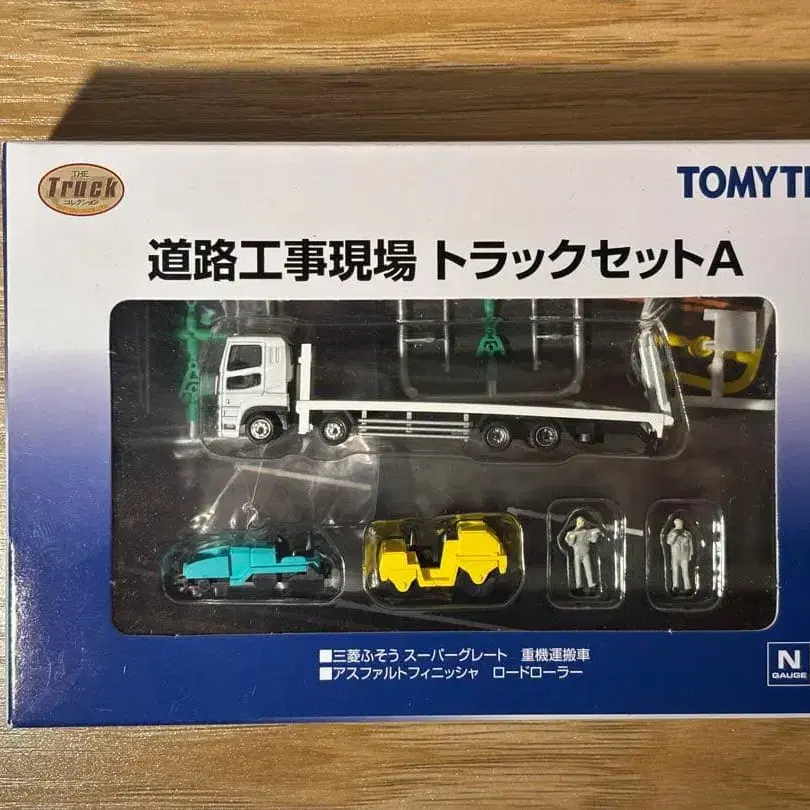 THE
Truck
コレクション
TOMYTE
道路工事現場 トラックセットA
■三菱ふそう スーパーグレート 重機運搬車
■アスファルトフィニッシャ ロードローラー
N
GAUGE